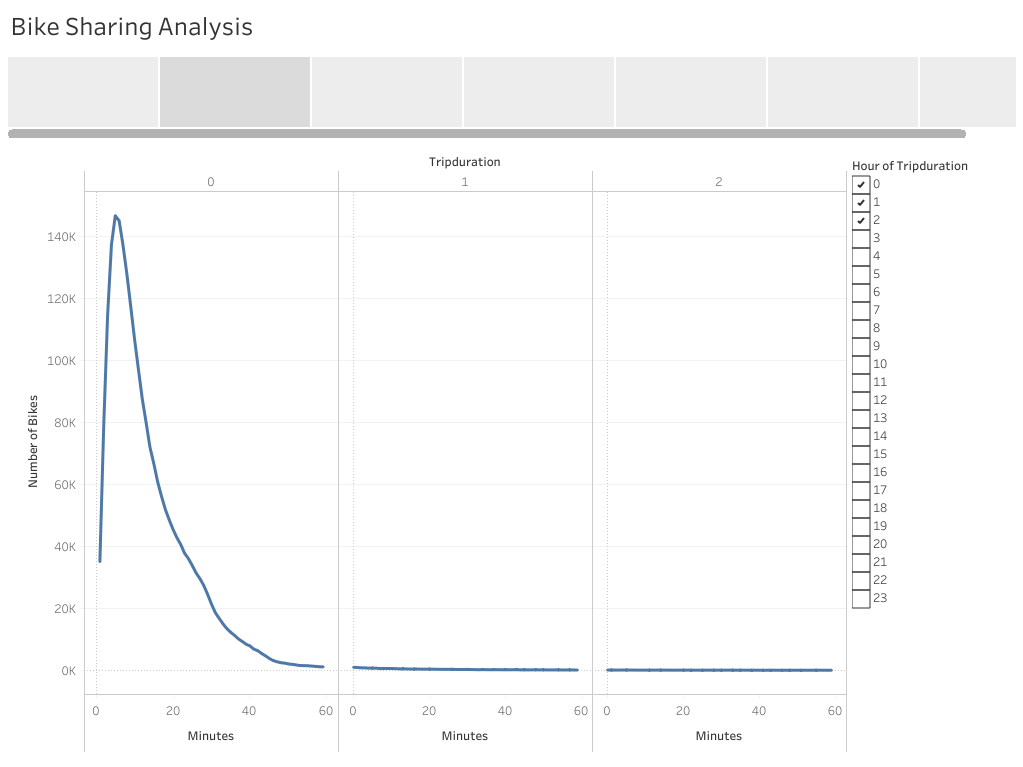 Bike Sharing Analysis
Tripduration
0 1 2
140K
120K
100K
80K
60K
40K
20K
0K
Number of Bikes
0 20 40 60 0 20 40 60 0 20 40 60
Minutes Minutes Minutes
Hour of Tripduration
0
1
2
3
4
5
6
7
8
9
10
11
12
13
14
15
16
17
18
19
20
21
22
23